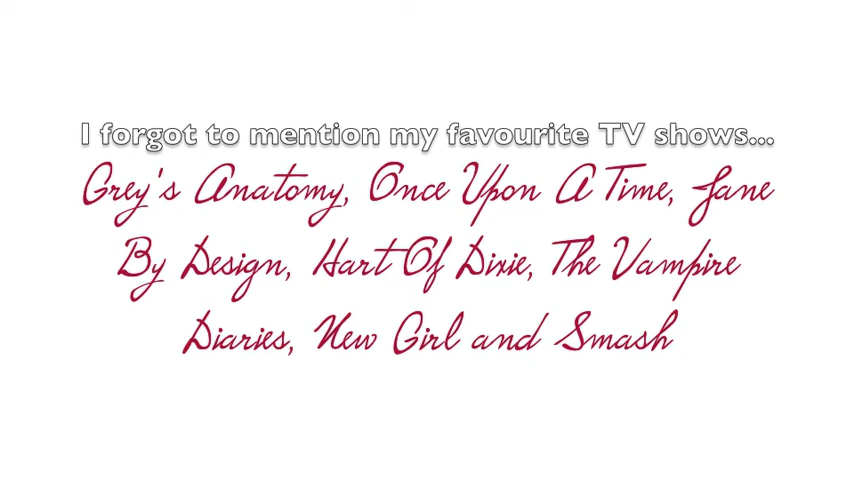 I forgot to mention my favourite TV shows...
Grey's Anatomy, Once Upon A Time, Jane
By Design, Hart Of Dixie, The Vampire
Diaries, New Girl and Smash